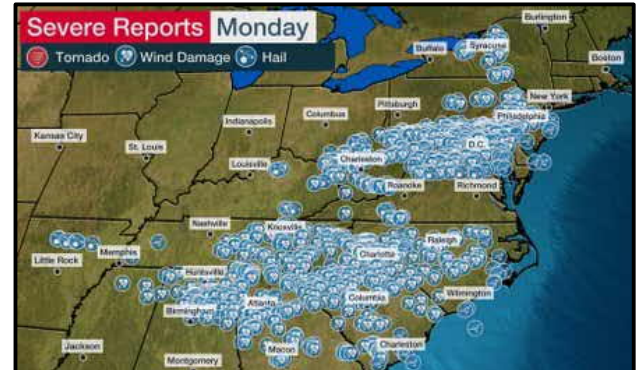 Severe Reports Monday
Tornado Wind Damage Hail
Burlington
Buffalo
Syracuse
Boston
New York
Pittsburgh
Philadelphia
Columbus
Indianapolis
Kansas City
D.C.
St. Louis
Charleston
Louisville
Roanoke
Richmond
Nashville
Knoxville
Raleigh
Charlotte
Memphis
Little Rock
Huntsville
Wilmington
Columbia
Atlanta
Birmingham
Jackson
Macon
Charleston
Montgomery